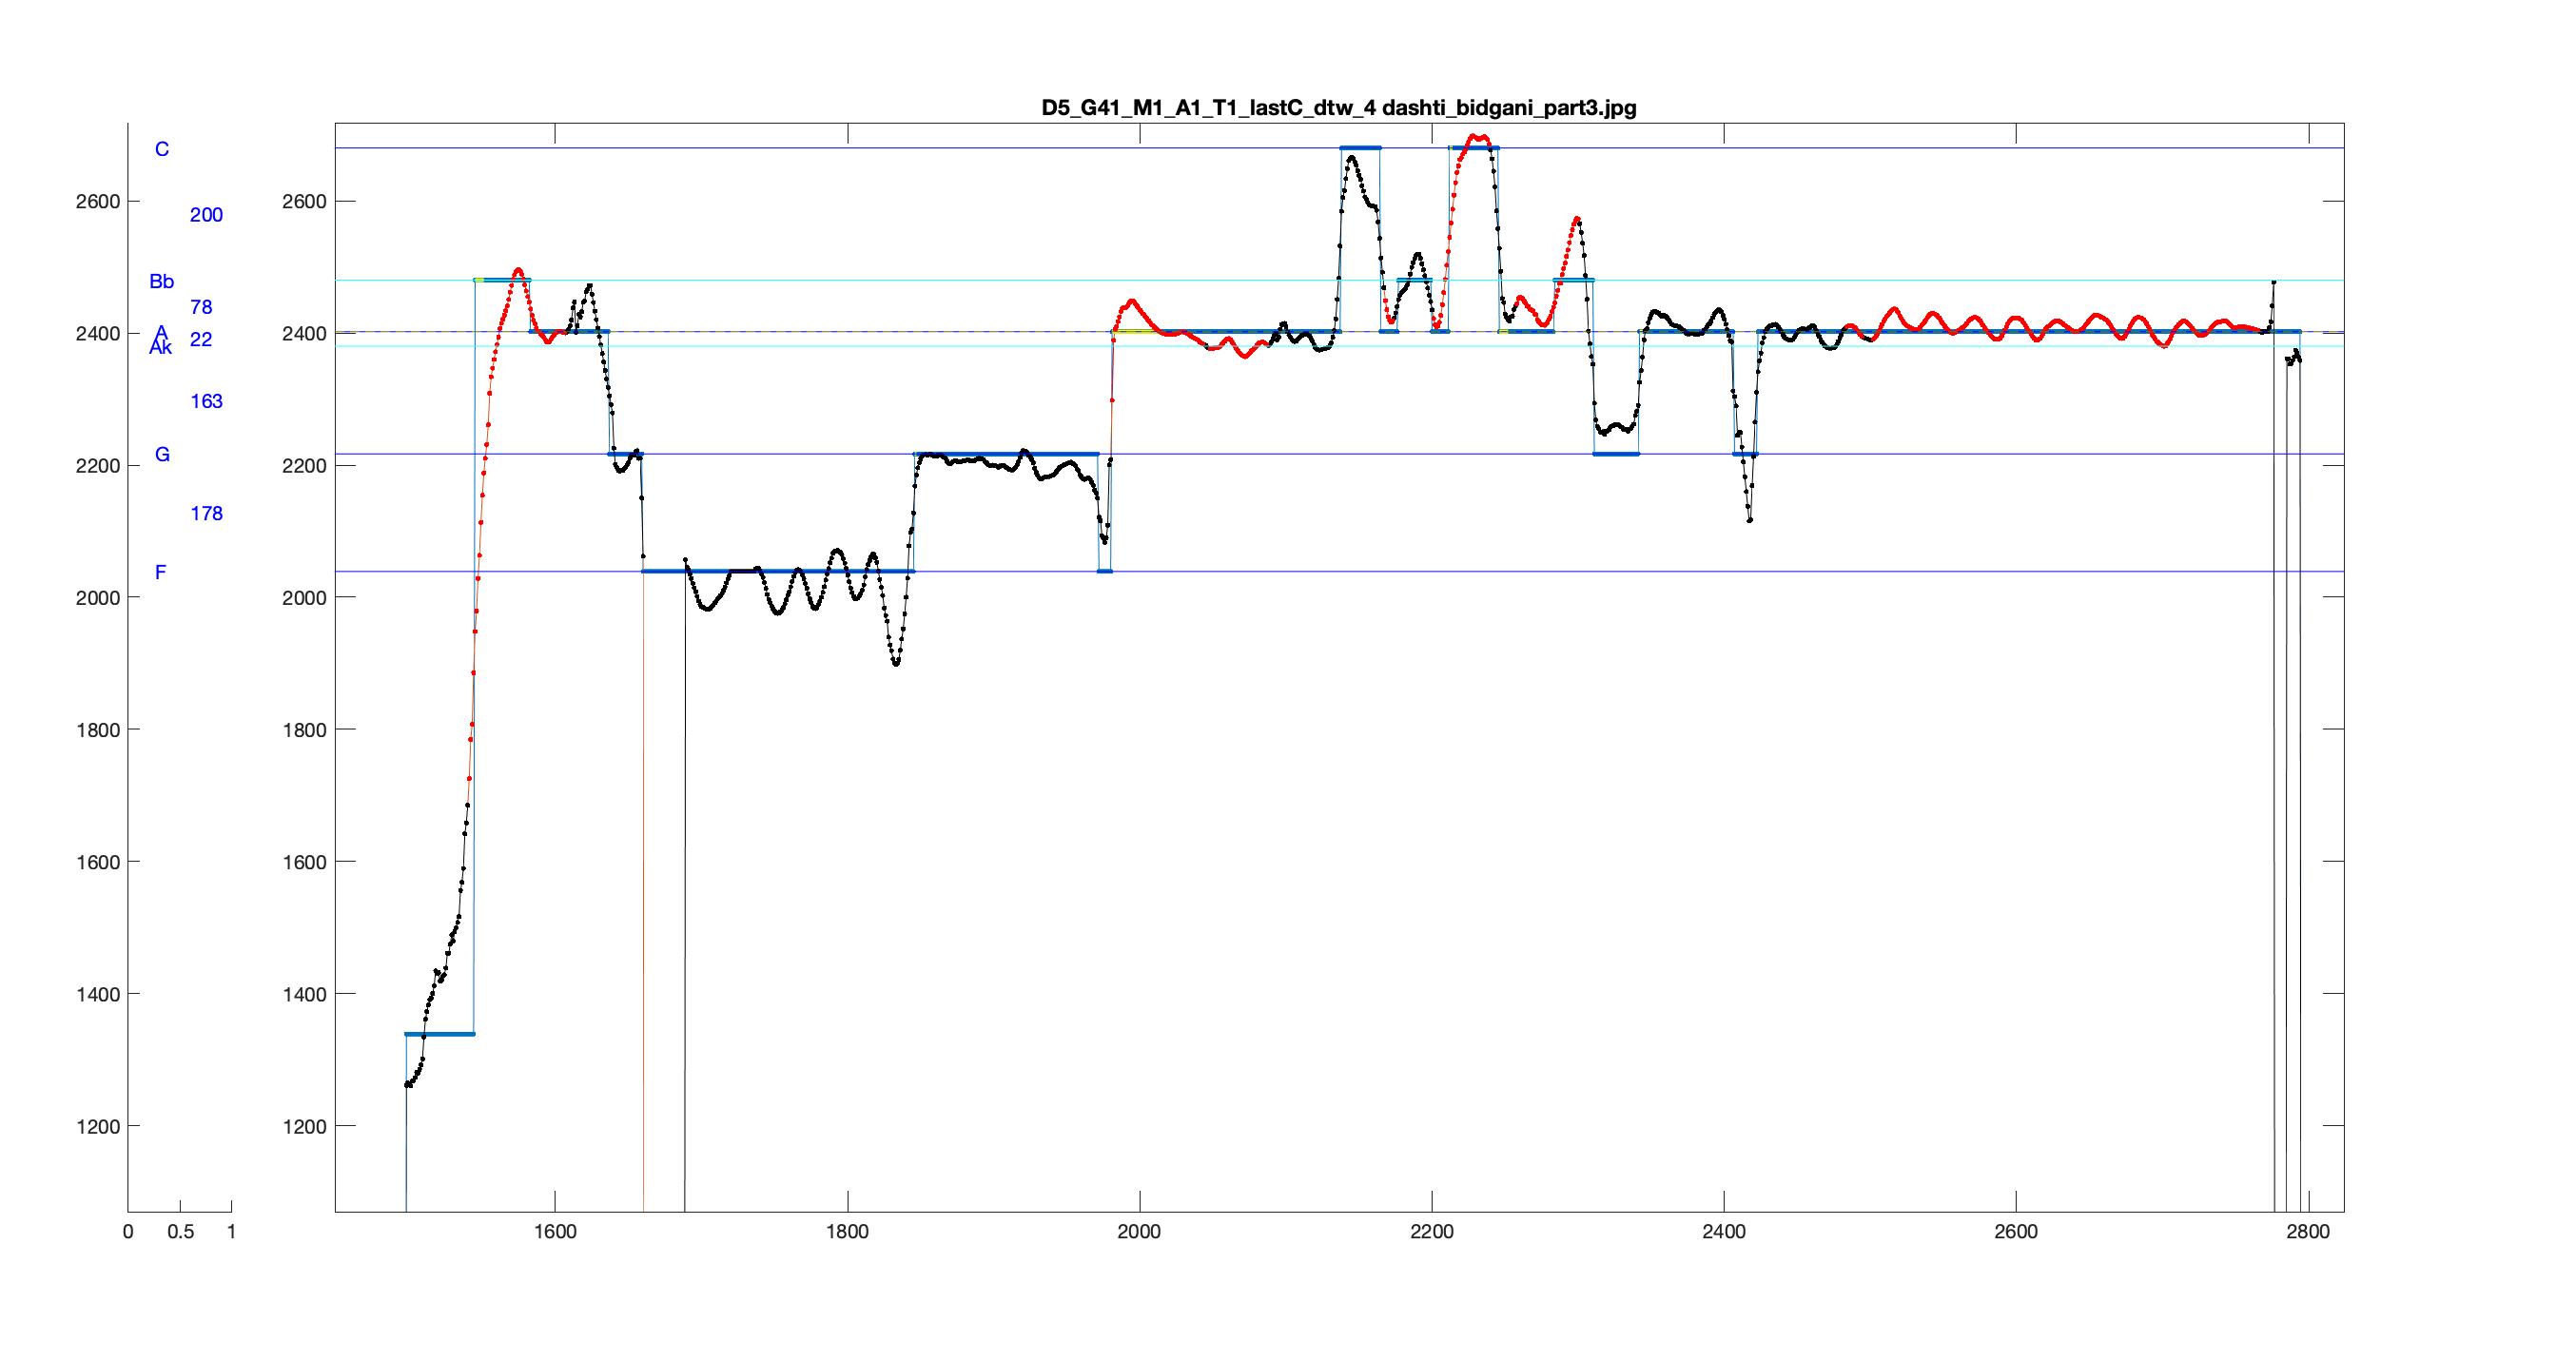 D5_G41_M1_A1_T1_lastC_dtw_4 dashti_bidgani_part3.jpg
C
2600 200 2600
Bb
78
2400 A 22 2400
Ak
163
2200 G 2200
178
F
2000 2000
1800 1800
1600 1600
1400 1400
1200 1200
0 0.5 1 1600 1800 2000 2200 2400 2600 2800